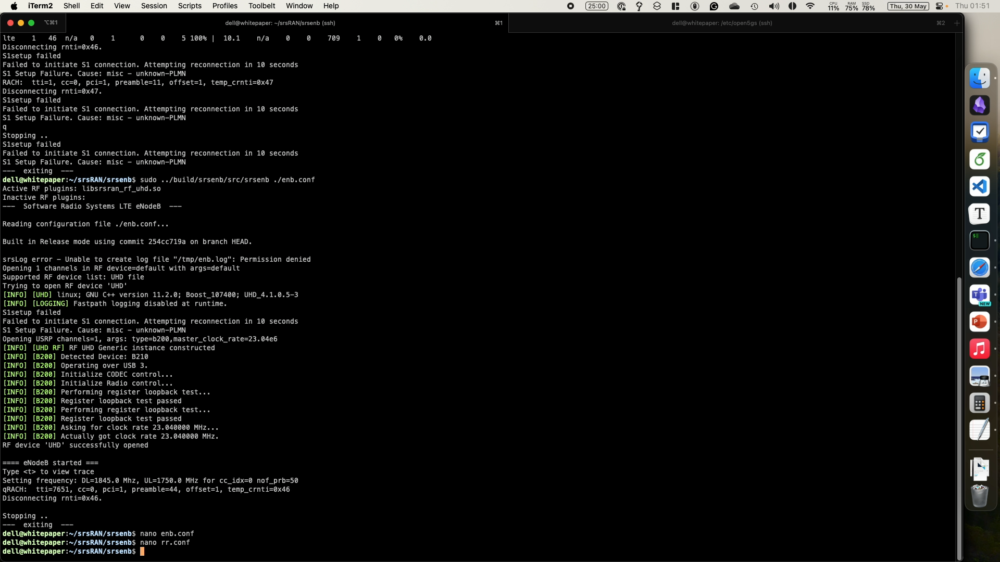 iTerm2 Shell Edit View Session Scripts Profiles Toolbelt Window Help 25:00 CPU 11% RAM 75% SSD 78% Thu, 30 May Thu 01:51
⌥⌘1 dell@whitepaper: ~/srsRAN/srsenb (ssh) ⌘1 dell@whitepaper: /etc/open5gs (ssh) ⌘2 +
lte 1 46 n/a 0 1 0 0 5 100% | 10.1 n/a 0 0 709 1 0 0% 0.0
Disconnecting rnti=0x46.
S1setup failed
Failed to initiate S1 connection. Attempting reconnection in 10 seconds
S1 Setup Failure. Cause: misc - unknown-PLMN
RACH:  tti=1, cc=0, pci=1, preamble=11, offset=1, temp_crnti=0x47
Disconnecting rnti=0x47.
S1setup failed
Failed to initiate S1 connection. Attempting reconnection in 10 seconds
S1 Setup Failure. Cause: misc - unknown-PLMN
q
Stopping ..
S1setup failed
Failed to initiate S1 connection. Attempting reconnection in 10 seconds
S1 Setup Failure. Cause: misc - unknown-PLMN
---  exiting  ---
dell@whitepaper:~/srsRAN/srsenb$ sudo ../build/srsenb/src/srsenb ./enb.conf
Active RF plugins: libsrsran_rf_uhd.so
Inactive RF plugins:
---  Software Radio Systems LTE eNodeB  ---
Reading configuration file ./enb.conf...
Built in Release mode using commit 254cc719a on branch HEAD.
srsLog error - Unable to create log file "/tmp/enb.log": Permission denied
Opening 1 channels in RF device=default with args=default
Supported RF device list: UHD file
Trying to open RF device 'UHD'
[INFO] [UHD] linux; GNU C++ version 11.2.0; Boost_107400; UHD_4.1.0.5-3
[INFO] [LOGGING] Fastpath logging disabled at runtime.
S1setup failed
Failed to initiate S1 connection. Attempting reconnection in 10 seconds
S1 Setup Failure. Cause: misc - unknown-PLMN
Opening USRP channels=1, args: type=b200,master_clock_rate=23.04e6
[INFO] [UHD RF] RF UHD Generic instance constructed
[INFO] [B200] Detected Device: B210
[INFO] [B200] Operating over USB 3.
[INFO] [B200] Initialize CODEC control...
[INFO] [B200] Initialize Radio control...
[INFO] [B200] Performing register loopback test...
[INFO] [B200] Register loopback test passed
[INFO] [B200] Performing register loopback test...
[INFO] [B200] Register loopback test passed
[INFO] [B200] Asking for clock rate 23.040000 MHz...
[INFO] [B200] Actually got clock rate 23.040000 MHz.
RF device 'UHD' successfully opened
==== eNodeB started ===
Type <t> to view trace
Setting frequency: DL=1845.0 Mhz, UL=1750.0 MHz for cc_idx=0 nof_prb=50
qRACH:  tti=7651, cc=0, pci=1, preamble=44, offset=1, temp_crnti=0x46
Disconnecting rnti=0x46.
Stopping ..
---  exiting  ---
dell@whitepaper:~/srsRAN/srsenb$ nano enb.conf
dell@whitepaper:~/srsRAN/srsenb$ nano rr.conf
dell@whitepaper:~/srsRAN/srsenb$
T
$
T
NEW
P